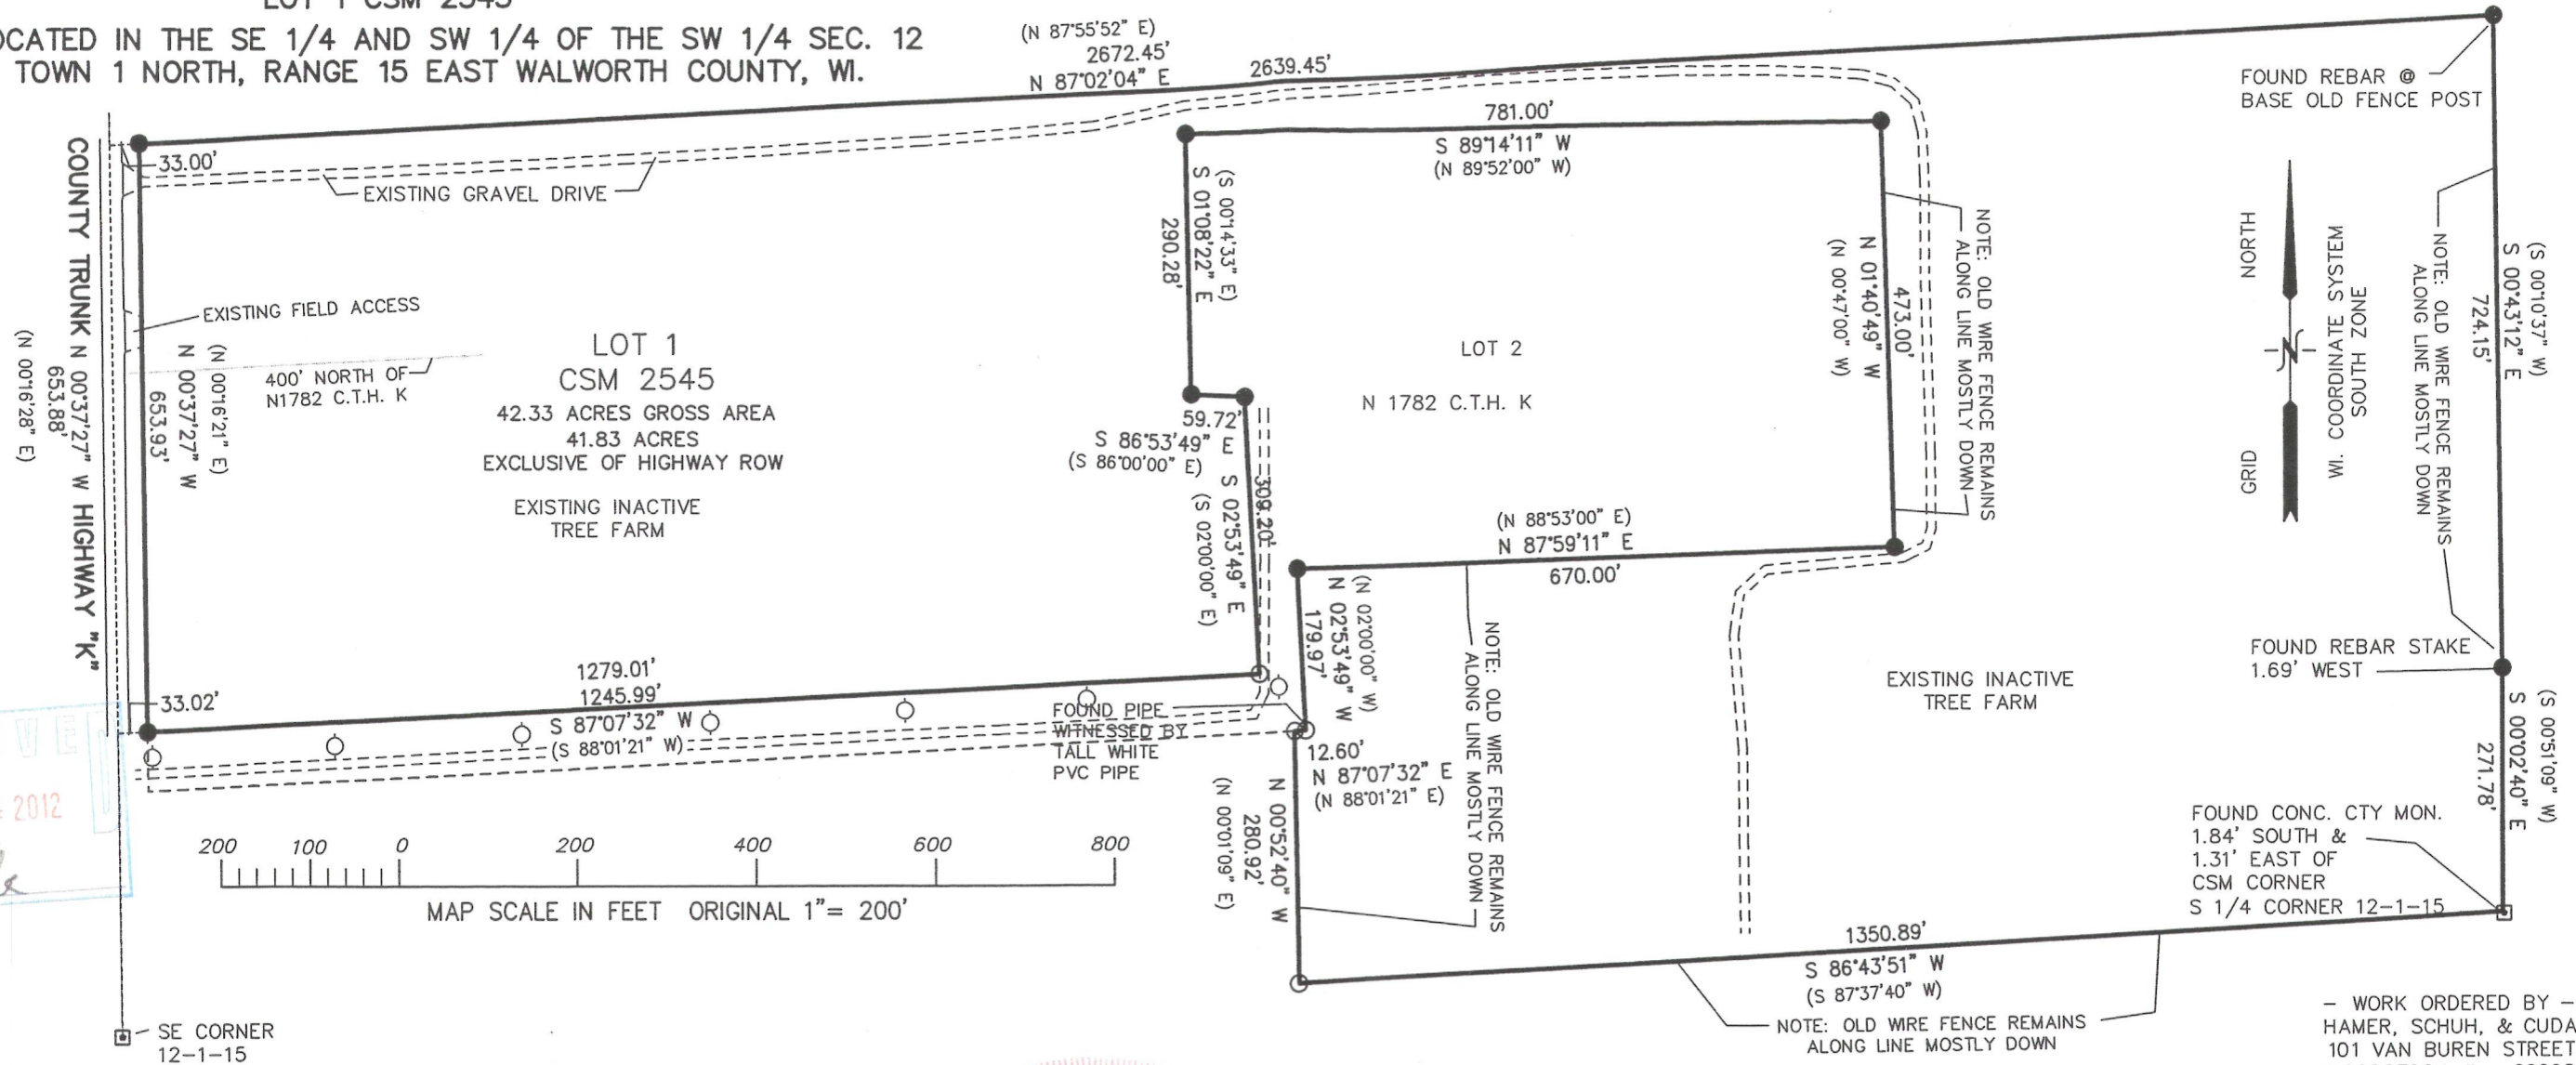 LOT 1 CSM 2545
OCATED IN THE SE 1/4 AND SW 1/4 OF THE SW 1/4 SEC. 12
TOWN 1 NORTH, RANGE 15 EAST WALWORTH COUNTY, WI.
(N 87°55'52" E)
2672.45'
N 87°02'04" E
2639.45'
FOUND REBAR @
BASE OLD FENCE POST
33.00'
EXISTING GRAVEL DRIVE
781.00'
S 89°14'11" W
(N 89°52'00" W)
COUNTY TRUNK N 00°37'27" W HIGHWAY "K"
653.88'
(N 00°16'28" E)
EXISTING FIELD ACCESS
(N 00°16'21" E)
N 00°37'27" W
653.93'
400' NORTH OF
N1782 C.T.H. K
LOT 1
CSM 2545
42.33 ACRES GROSS AREA
41.83 ACRES
EXCLUSIVE OF HIGHWAY ROW
EXISTING INACTIVE
TREE FARM
(S 00°14'33" E)
S 01°08'22" E
290.28'
59.72'
S 86°53'49" E
(S 86°00'00" E)
309.20'
S 02°53'49" E
(S 02°00'00" E)
LOT 2
N 1782 C.T.H. K
473.00'
N 01°40'49" W
(N 00°47'00" W)
NOTE: OLD WIRE FENCE REMAINS
ALONG LINE MOSTLY DOWN
NORTH
GRID
SOUTH ZONE
WI. COORDINATE SYSTEM
NOTE: OLD WIRE FENCE REMAINS
ALONG LINE MOSTLY DOWN
(S 00°10'37" W)
S 00°43'12" E
724.15'
(N 88°53'00" E)
N 87°59'11" E
670.00'
(N 02°00'00" W)
N 02°53'49" W
179.97'
NOTE: OLD WIRE FENCE REMAINS
ALONG LINE MOSTLY DOWN
FOUND REBAR STAKE
1.69' WEST
EXISTING INACTIVE
TREE FARM
33.02'
1279.01'
1245.99'
S 87°07'32" W
(S 88°01'21" W)
FOUND PIPE
WITNESSED BY
TALL WHITE
PVC PIPE
12.60'
N 87°07'32" E
(N 88°01'21" E)
N 00°52'40" W
280.92'
(N 00°01'09" E)
(S 00°51'09" W)
S 00°02'40" E
271.78'
FOUND CONC. CTY MON.
1.84' SOUTH &
1.31' EAST OF
CSM CORNER
S 1/4 CORNER 12-1-15
VE
2012
200 100 0 200 400 600 800
MAP SCALE IN FEET ORIGINAL 1"= 200'
1350.89'
S 86°43'51" W
(S 87°37'40" W)
NOTE: OLD WIRE FENCE REMAINS
ALONG LINE MOSTLY DOWN
SE CORNER
12-1-15
- WORK ORDERED BY -
HAMER, SCHUH, & CUDA
101 VAN BUREN STREET